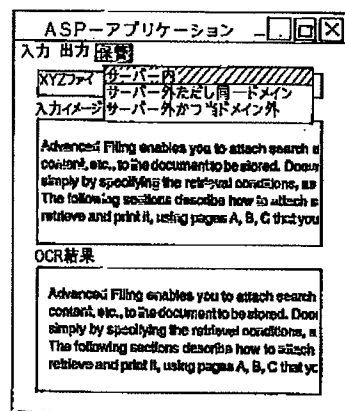 ASP-アプリケーション
入力 出力 保管
XYZファイ
サーバー内
サーバー外ただし同一ドメイン
入力イメージ
サーバー外かつ当ドメイン外
Advanced Filing enables you to attach search c
content, etc., to the document to be stored. Docum
simply by specifying the retrieval conditions, as
The following sections describe how to attach s
retrieve and print it, using pages A, B, C that you
OCR結果
Advanced Filing enables you to attach search
content, etc., to the document to be stored. Docu
simply by specifying the retrieval conditions, a
The following sections describe how to attach
retrieve and print it, using pages A, B, C that yo